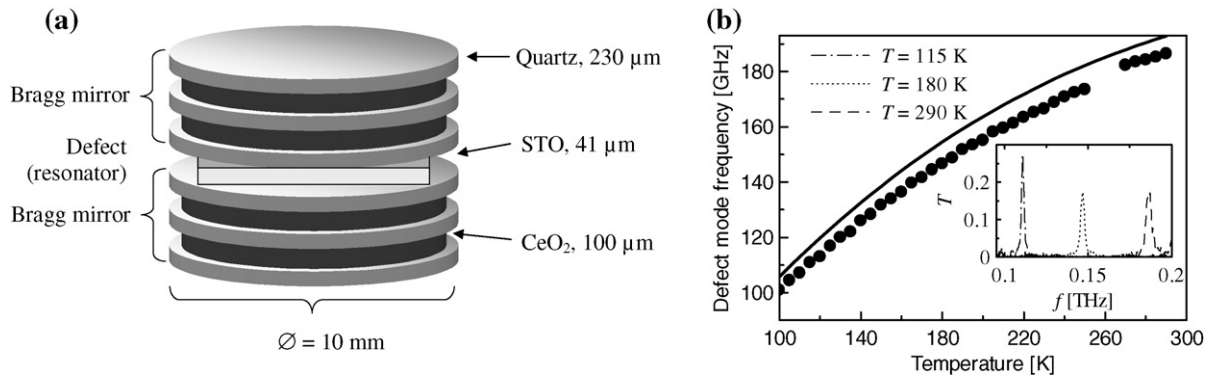 (a)
Quartz, 230 µm
Bragg mirror
Defect
(resonator)
STO, 41 µm
Bragg mirror
CeO₂, 100 µm
∅ = 10 mm
(b)
Defect mode frequency [GHz]
180
160
140
120
100
T = 115 K
T = 180 K
T = 290 K
T
0.2
0.1
0
0.1
0.15
0.2
f [THz]
100
140
180
220
260
300
Temperature [K]